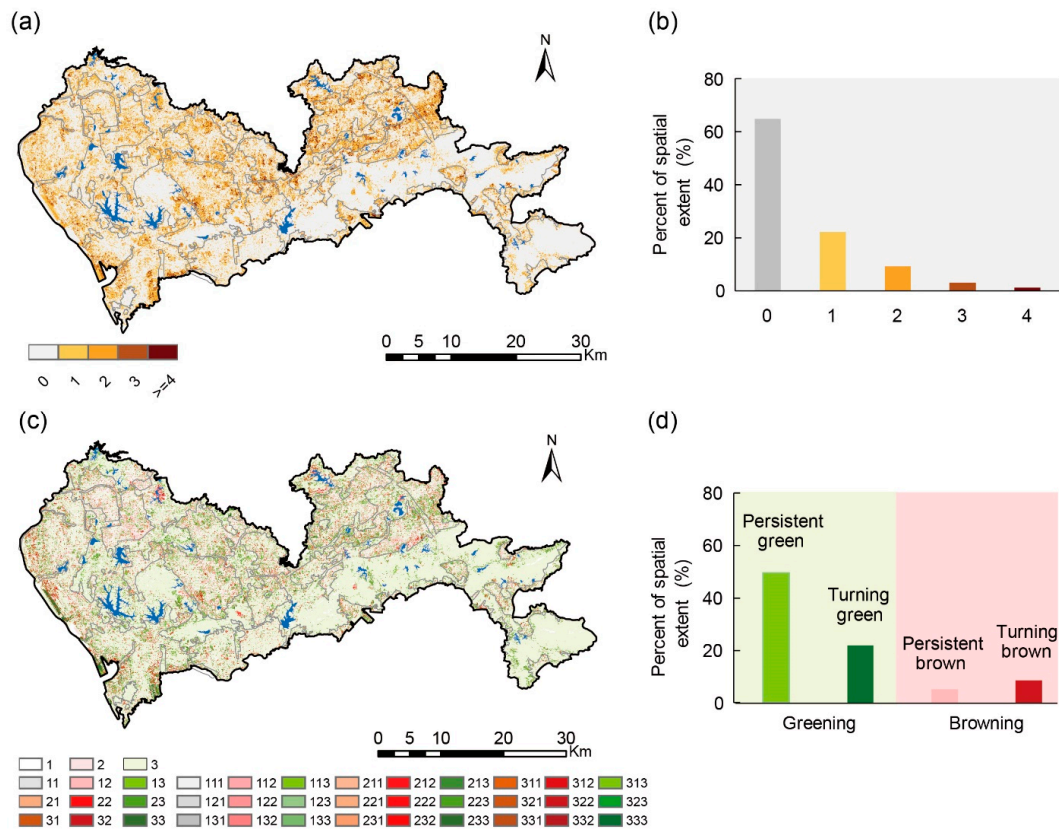 (a)
N
0 10 20 30
Km
0 1 2 3 >=4
(b)
Percent of spatial
extent (%)
80
60
40
20
0
0 1 2 3 4
(c)
N
0 10 20 30
Km
1 2 3
11 12 13 111 112 113 211 212 213 311 312 313
21 22 23 121 122 123 221 222 223 321 322 323
31 32 33 131 132 133 231 232 233 331 332 333
(d)
Percent of spatial
extent (%)
80
60
40
20
0
Persistent
green
Turning
green
Persistent
brown
Turning
brown
Greening Browning